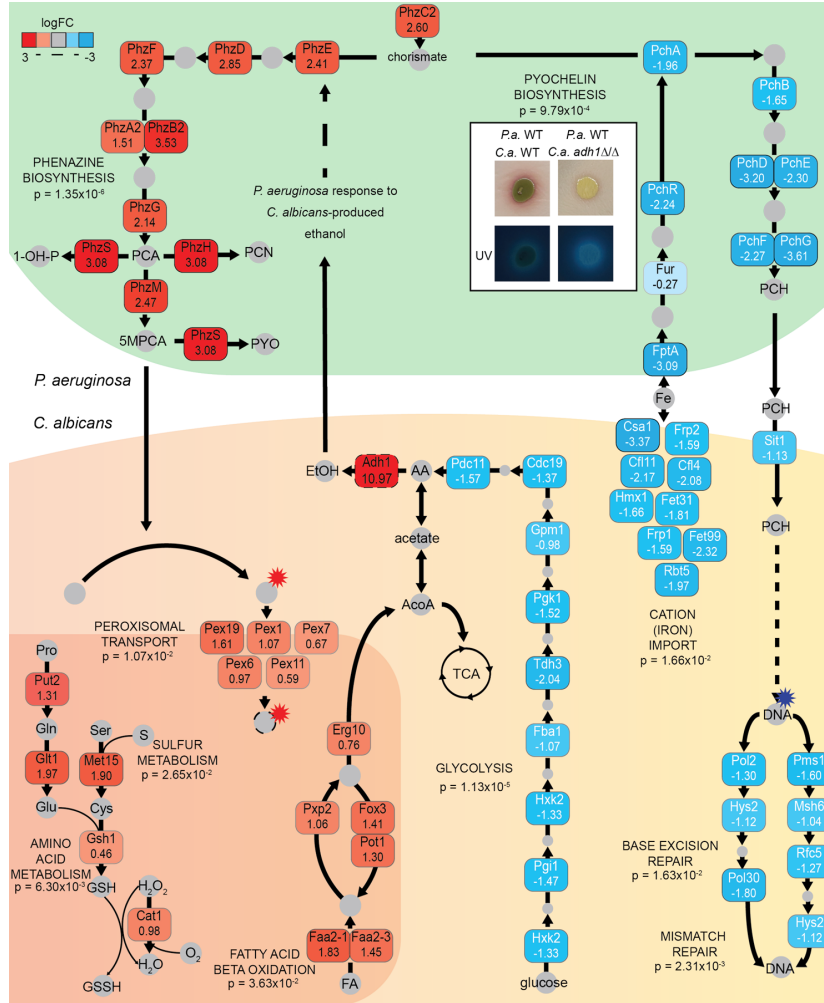 logFC
3 - - - -3
PhzC2
2.60
PhzF
2.37
PhzD
2.85
PhzE
2.41
chorismate
PchA
-1.96
PYOCHELIN
BIOSYNTHESIS
p = 9.79x10-4
PchB
-1.65
PhzA2
1.51
PhzB2
3.53
PHENAZINE
BIOSYNTHESIS
p = 1.35x10-6
P.a. WT
C.a. WT
P.a. WT
C.a. adh1Δ/Δ
UV
PchD
-3.20
PchE
-2.30
P. aeruginosa response to
C. albicans-produced
ethanol
PchR
-2.24
PhzG
2.14
PchF
-2.27
PchG
-3.61
1-OH-P
PhzS
3.08
PCA
PhzH
3.08
PCN
Fur
-0.27
PCH
PhzM
2.47
5MPCA
PhzS
3.08
PYO
FptA
-3.09
P. aeruginosa
C. albicans
Fe
PCH
Csa1
-3.37
Frp2
-1.59
Sit1
-1.13
EtOH
Adh1
10.97
AA
Pdc11
-1.57
Cdc19
-1.37
Cfl11
-2.17
Cfl4
-2.08
Hmx1
-1.66
Fet31
-1.81
PCH
acetate
Gpm1
-0.98
Frp1
-1.59
Fet99
-2.32
Rbt5
-1.97
AcoA
Pgk1
-1.52
CATION
(IRON)
IMPORT
p = 1.66x10-2
PEROXISOMAL
TRANSPORT
p = 1.07x10-2
Pex19
1.61
Pex1
1.07
Pex7
0.67
Pex6
0.97
Pex11
0.59
TCA
Tdh3
-2.04
Pro
Put2
1.31
Gln
Ser
S
SULFUR
METABOLISM
p = 2.65x10-2
Erg10
0.76
Fba1
-1.07
DNA
Glt1
1.97
Met15
1.90
GLYCOLYSIS
p = 1.13x10-5
Pol2
-1.30
Pms1
-1.60
Glu
Cys
Pxp2
1.06
Fox3
1.41
Pot1
1.30
Hxk2
-1.33
Hys2
-1.12
Msh6
-1.04
AMINO
ACID
METABOLISM
p = 6.30x10-3
Gsh1
0.46
BASE EXCISION
REPAIR
p = 1.63x10-2
Rfc5
-1.27
GSH
H2O2
Pgi1
-1.47
Pol30
-1.80
Cat1
0.98
Faa2-1
1.83
Faa2-3
1.45
Hxk2
-1.33
Hys2
-1.12
H2O
O2
FATTY ACID
BETA OXIDATION
p = 3.63x10-2
MISMATCH
REPAIR
p = 2.31x10-3
GSSH
FA
glucose
DNA